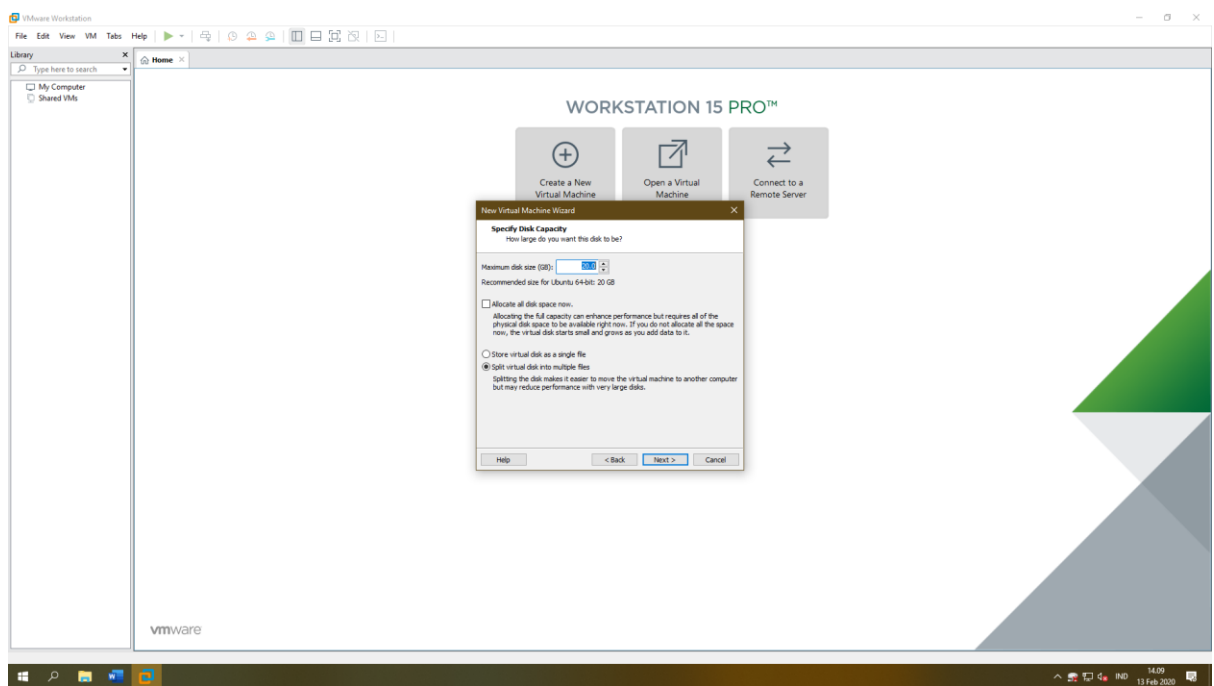 VMware Workstation
File Edit View VM Tabs Help
Library
Home
Type here to search
My Computer
Shared VMs
WORKSTATION 15 PRO™
Create a New
Virtual Machine
Open a Virtual
Machine
Connect to a
Remote Server
New Virtual Machine Wizard
Specify Disk Capacity
How large do you want this disk to be?
Maximum disk size (GB): 20.0
Recommended size for Ubuntu 64-bit: 20 GB
Allocate all disk space now.
Allocating the full capacity can enhance performance but requires all of the
physical disk space to be available right now. If you do not allocate all the space
now, the virtual disk starts small and grows as you add data to it.
Store virtual disk as a single file
Split virtual disk into multiple files
Splitting the disk makes it easier to move the virtual machine to another computer
but may reduce performance with very large disks.
Help < Back Next > Cancel
vmware
IND
14.09
13 Feb 2020